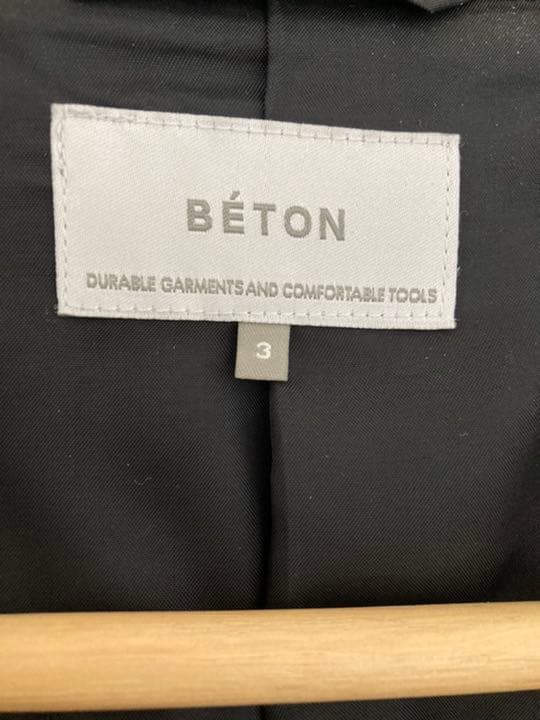 BÉTON
DURABLE GARMENTS AND COMFORTABLE TOOLS
3